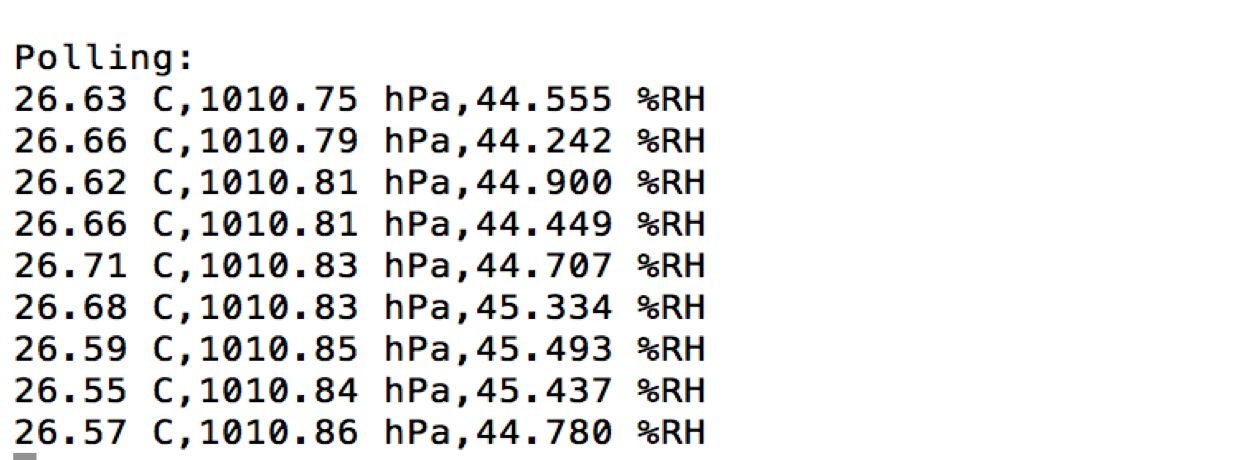 Polling:
26.63 C,1010.75 hPa,44.555 %RH
26.66 C,1010.79 hPa,44.242 %RH
26.62 C,1010.81 hPa,44.900 %RH
26.66 C,1010.81 hPa,44.449 %RH
26.71 C,1010.83 hPa,44.707 %RH
26.68 C,1010.83 hPa,45.334 %RH
26.59 C,1010.85 hPa,45.493 %RH
26.55 C,1010.84 hPa,45.437 %RH
26.57 C,1010.86 hPa,44.780 %RH